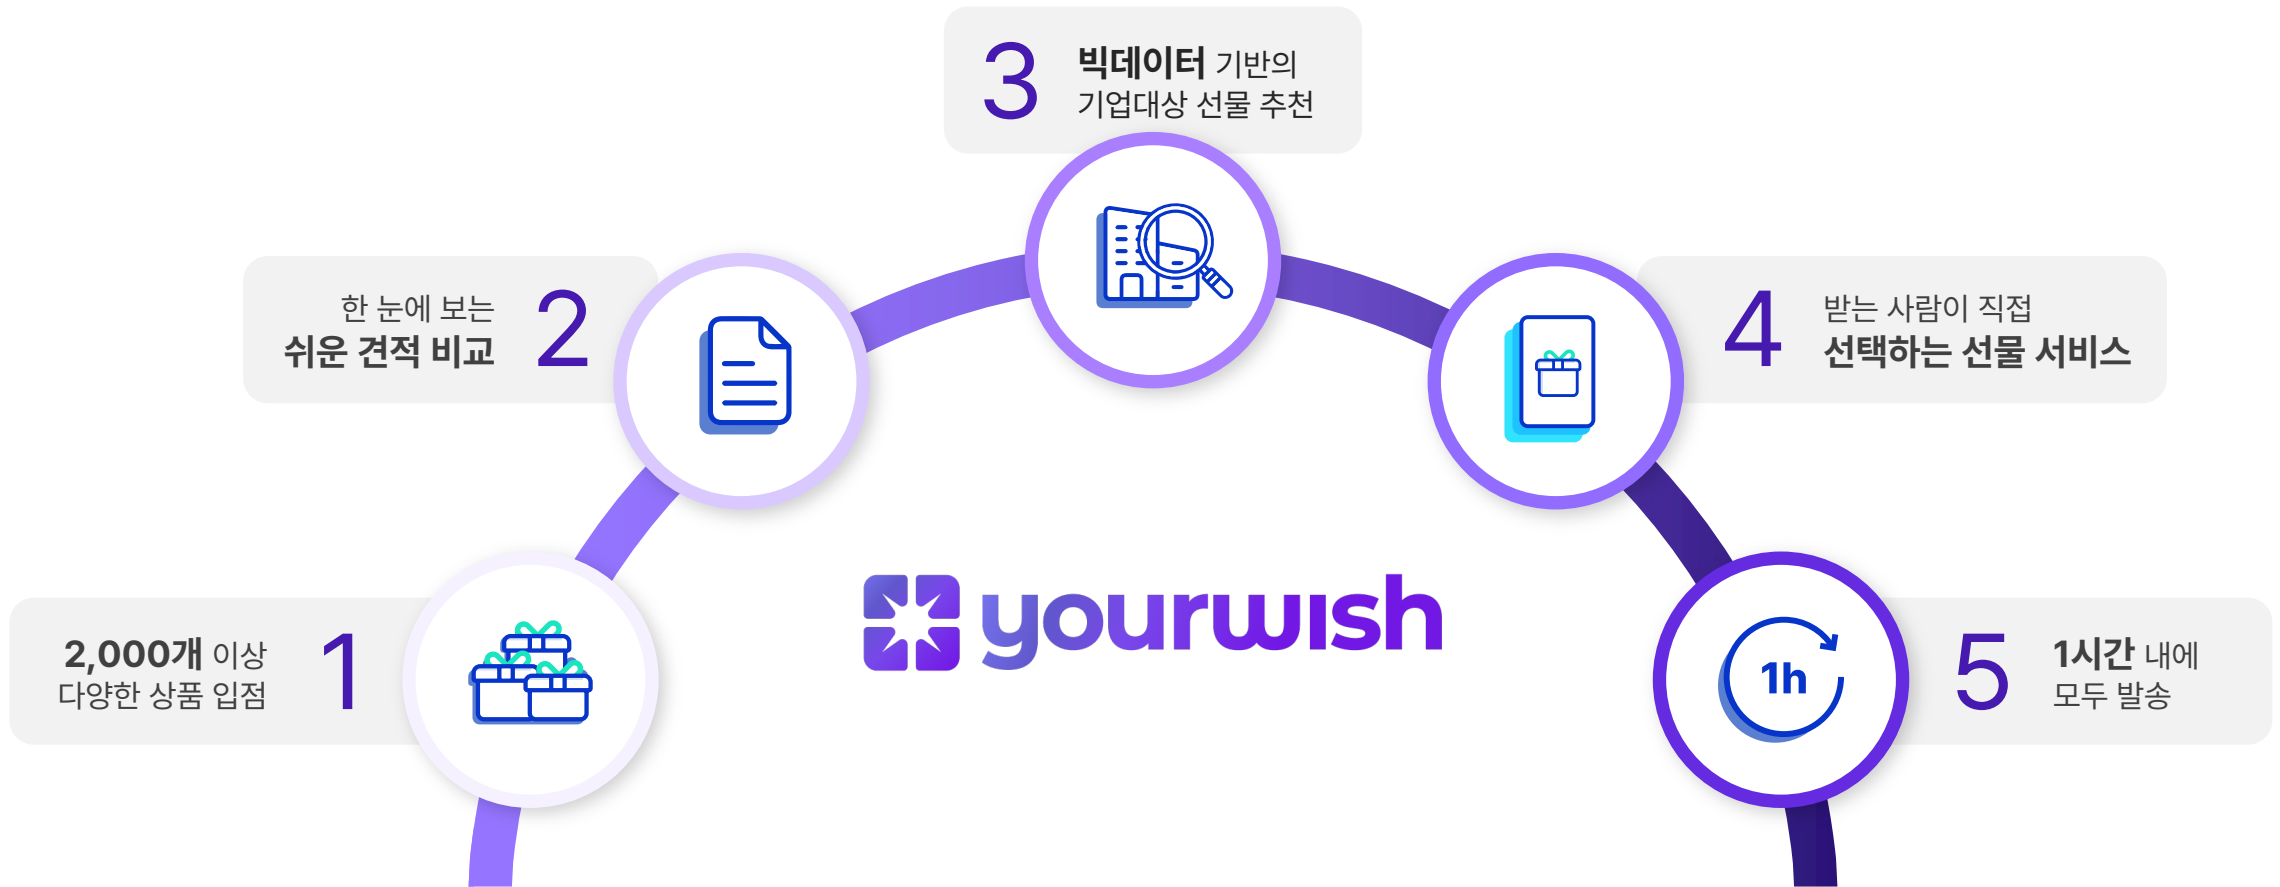 1
2,000개 이상
다양한 상품 입점
2
한 눈에 보는
쉬운 견적 비교
3
빅데이터 기반의
기업대상 선물 추천
4
받는 사람이 직접
선택하는 선물 서비스
5
1시간 내에
모두 발송
1h
yourwish